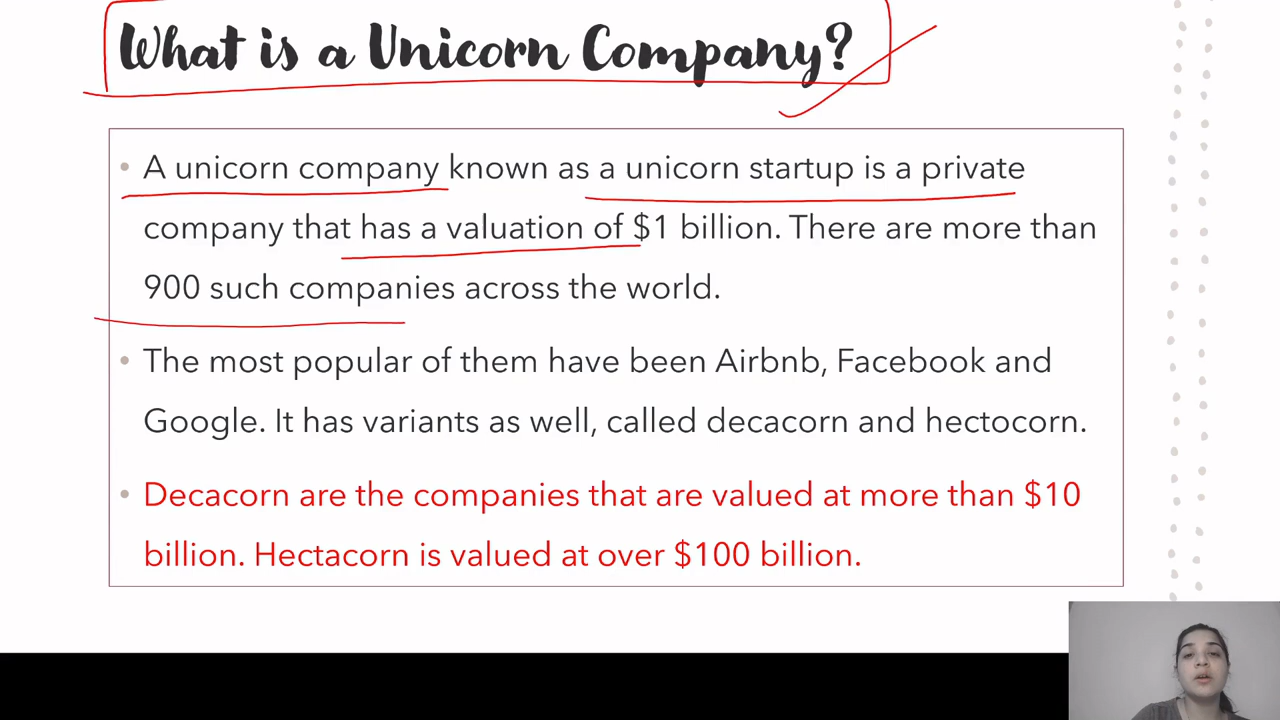 What is a Unicorn Company?
• A unicorn company known as a unicorn startup is a private
company that has a valuation of $1 billion. There are more than
900 such companies across the world.
• The most popular of them have been Airbnb, Facebook and
Google. It has variants as well, called decacorn and hectocorn.
• Decacorn are the companies that are valued at more than $10
billion. Hectacorn is valued at over $100 billion.